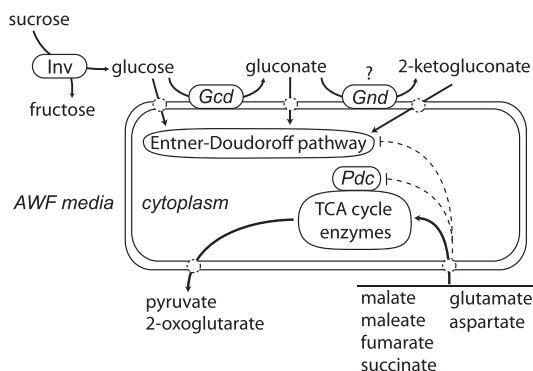 sucrose
Inv
fructose
glucose
Gcd
gluconate
?
Gnd
2-ketogluconate
Entner-Doudoroff pathway
AWF media
cytoplasm
Pdc
TCA cycle
enzymes
pyruvate
2-oxoglutarate
malate
maleate
fumarate
succinate
glutamate
aspartate